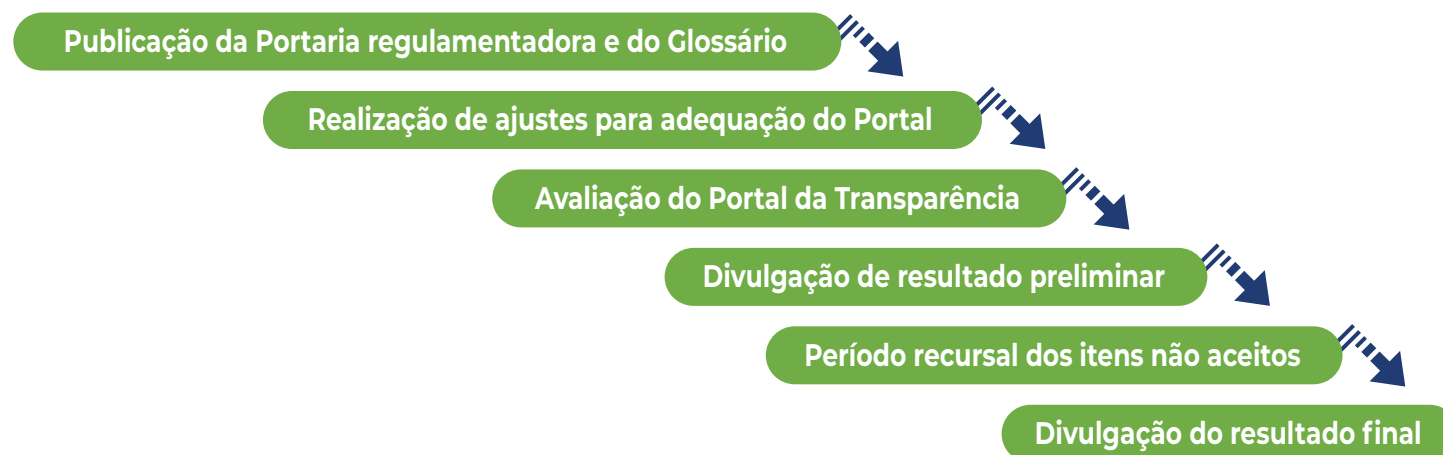 Publicação da Portaria regulamentadora e do Glossário
Realização de ajustes para adequação do Portal
Avaliação do Portal da Transparência
Divulgação de resultado preliminar
Período recursal dos itens não aceitos
Divulgação do resultado final